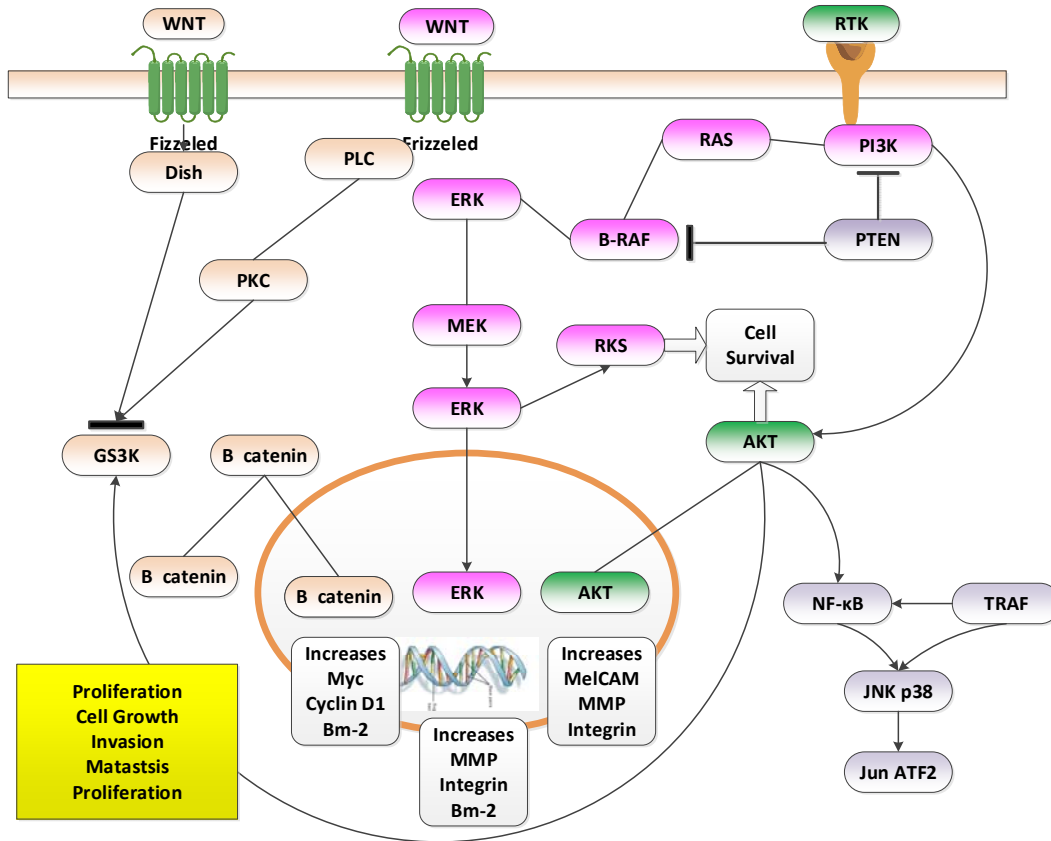 WNT
WNT
RTK
Fizzeled
Frizzeled
Dish
PLC
RAS
PI3K
ERK
B-RAF
PTEN
PKC
MEK
RKS
Cell
Survival
ERK
AKT
GS3K
B catenin
B catenin
B catenin
ERK
AKT
NF-κB
TRAF
Increases
Myc
Cyclin D1
Bm-2
Increases
MelCAM
MMP
Integrin
Increases
MMP
Integrin
Bm-2
JNK p38
Jun ATF2
Proliferation
Cell Growth
Invasion
Matastsis
Proliferation